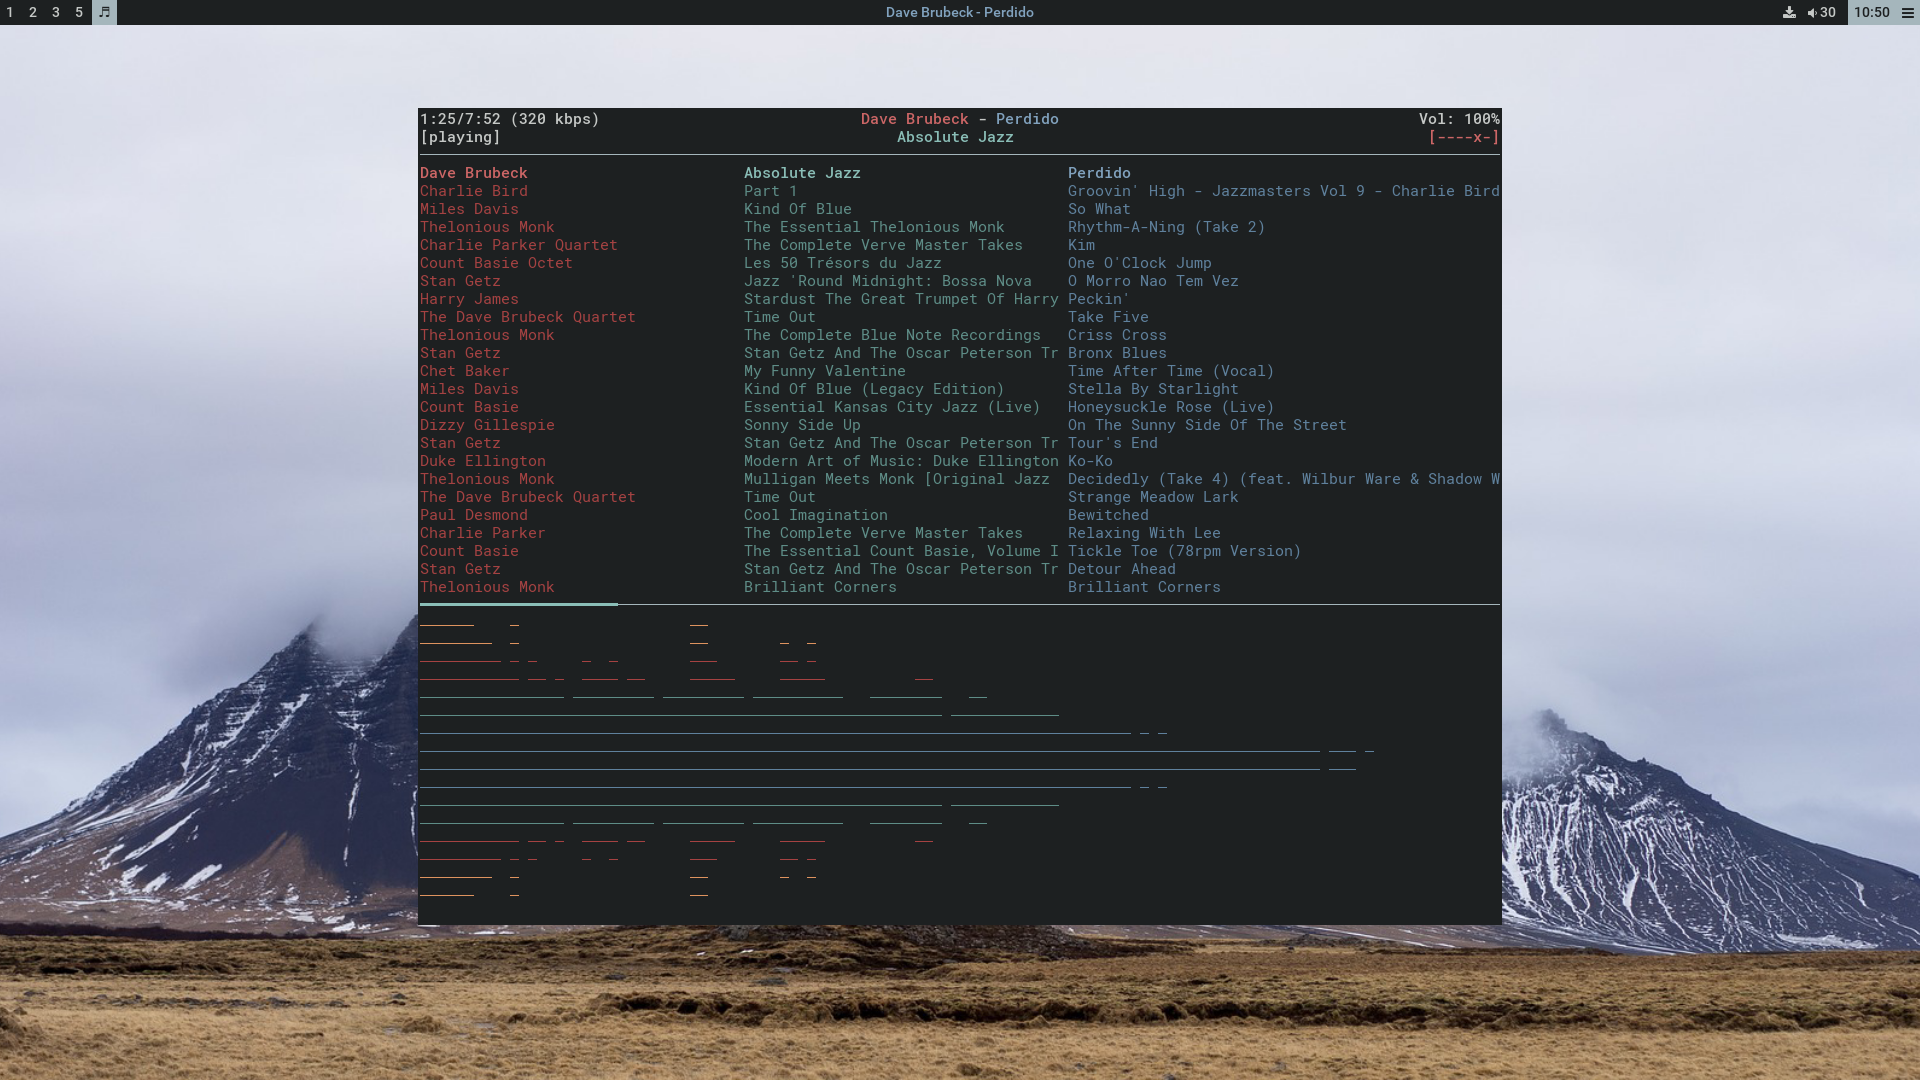 1 2 3 5 Dave Brubeck - Perdido 30 10:50
1:25/7:52 (320 kbps) Dave Brubeck - Perdido Vol: 100%
[playing] Absolute Jazz [----x-]
Dave Brubeck Absolute Jazz Perdido
Charlie Bird Part 1 Groovin' High - Jazzmasters Vol 9 - Charlie Bird
Miles Davis Kind Of Blue So What
Thelonious Monk The Essential Thelonious Monk Rhythm-A-Ning (Take 2)
Charlie Parker Quartet The Complete Verve Master Takes Kim
Count Basie Octet Les 50 Trésors du Jazz One O'Clock Jump
Stan Getz Jazz 'Round Midnight: Bossa Nova O Morro Nao Tem Vez
Harry James Stardust The Great Trumpet Of Harry Peckin'
The Dave Brubeck Quartet Time Out Take Five
Thelonious Monk The Complete Blue Note Recordings Criss Cross
Stan Getz Stan Getz And The Oscar Peterson Tr Bronx Blues
Chet Baker My Funny Valentine Time After Time (Vocal)
Miles Davis Kind Of Blue (Legacy Edition) Stella By Starlight
Count Basie Essential Kansas City Jazz (Live) Honeysuckle Rose (Live)
Dizzy Gillespie Sonny Side Up On The Sunny Side Of The Street
Stan Getz Stan Getz And The Oscar Peterson Tr Tour's End
Duke Ellington Modern Art of Music: Duke Ellington Ko-Ko
Thelonious Monk Mulligan Meets Monk [Original Jazz Decidedly (Take 4) (feat. Wilbur Ware & Shadow W
The Dave Brubeck Quartet Time Out Strange Meadow Lark
Paul Desmond Cool Imagination Bewitched
Charlie Parker The Complete Verve Master Takes Relaxing With Lee
Count Basie The Essential Count Basie, Volume I Tickle Toe (78rpm Version)
Stan Getz Stan Getz And The Oscar Peterson Tr Detour Ahead
Thelonious Monk Brilliant Corners Brilliant Corners